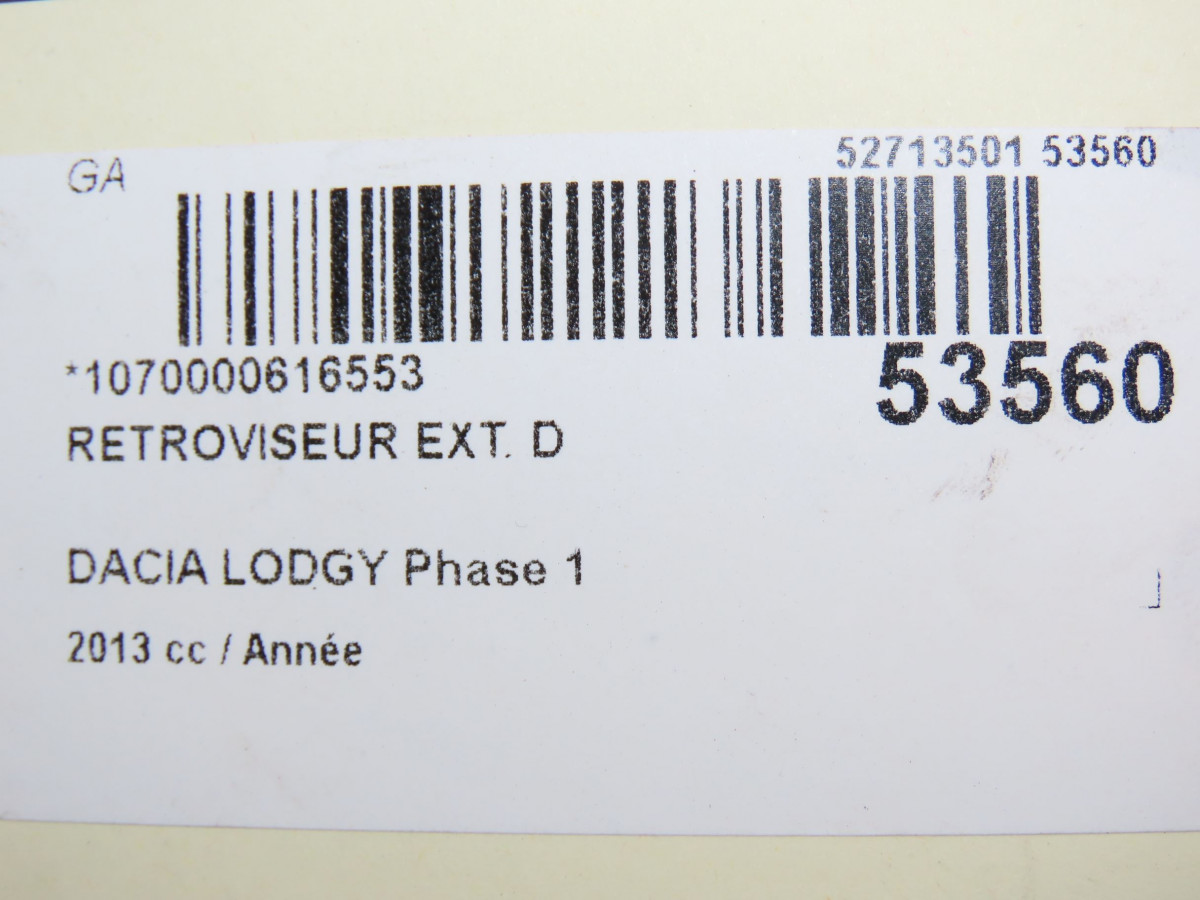 GA
52713501 53560
*1070000616553
53560
RETROVISEUR EXT. D
DACIA LODGY Phase 1
2013 cc / Année